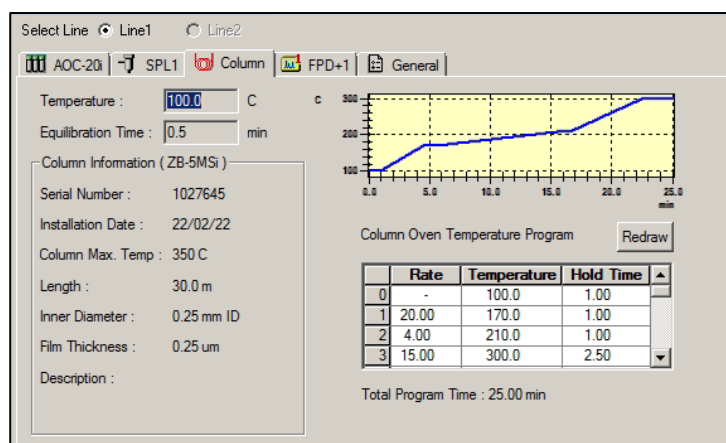 Select Line Line1 Line2
AOC-20i SPL1 Column FPD+1 General
Temperature : 100.0 C
Equilibration Time : 0.5 min
Column Information ( ZB-5MSi )
Serial Number : 1027645
Installation Date : 22/02/22
Column Max. Temp : 350 C
Length : 30.0 m
Inner Diameter : 0.25 mm ID
Film Thickness : 0.25 um
Description :
C
300
200
100
0.0 5.0 10.0 15.0 20.0 25.0
min
Column Oven Temperature Program Redraw
Rate Temperature Hold Time
0 - 100.0 1.00
1 20.00 170.0 1.00
2 4.00 210.0 1.00
3 15.00 300.0 2.50
Total Program Time : 25.00 min